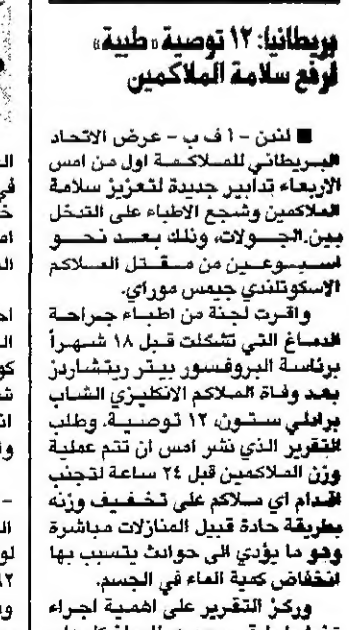 بريطانيا: ١٢ توصية «طبية»
لرفع سلامة الملاكمين
■ لندن - أ ف ب - عرض الاتحاد
البريطاني للملاكمة اول من امس
الاربعاء تدابير جديدة لتعزيز سلامة
الملاكمين وشجع الاطباء على التدخل
بين الجولات، وذلك بعد نحو
اسبوعين من مقتل الملاكم
الاسكوتلندي جيمس موراي.
واقرت لجنة من اطباء جراحة
الدماغ التي تشكلت قبل ١٨ شهراً
برئاسة البروفسور بيتر ريتشاردز
بعد وفاة الملاكم الانكليزي الشاب
برادلي ستون، ١٢ توصية. وطلب
التقرير الذي نشر امس ان تتم عملية
وزن الملاكمين قبل ٢٤ ساعة لتجنب
اقدام اي ملاكم على تخفيف وزنه
بطريقة حادة قبيل المنازلات مباشرة
وهو ما يؤدي الى حوادث يتسبب بها
انخفاض كمية الماء في الجسم.
وركز التقرير على اهمية اجراء